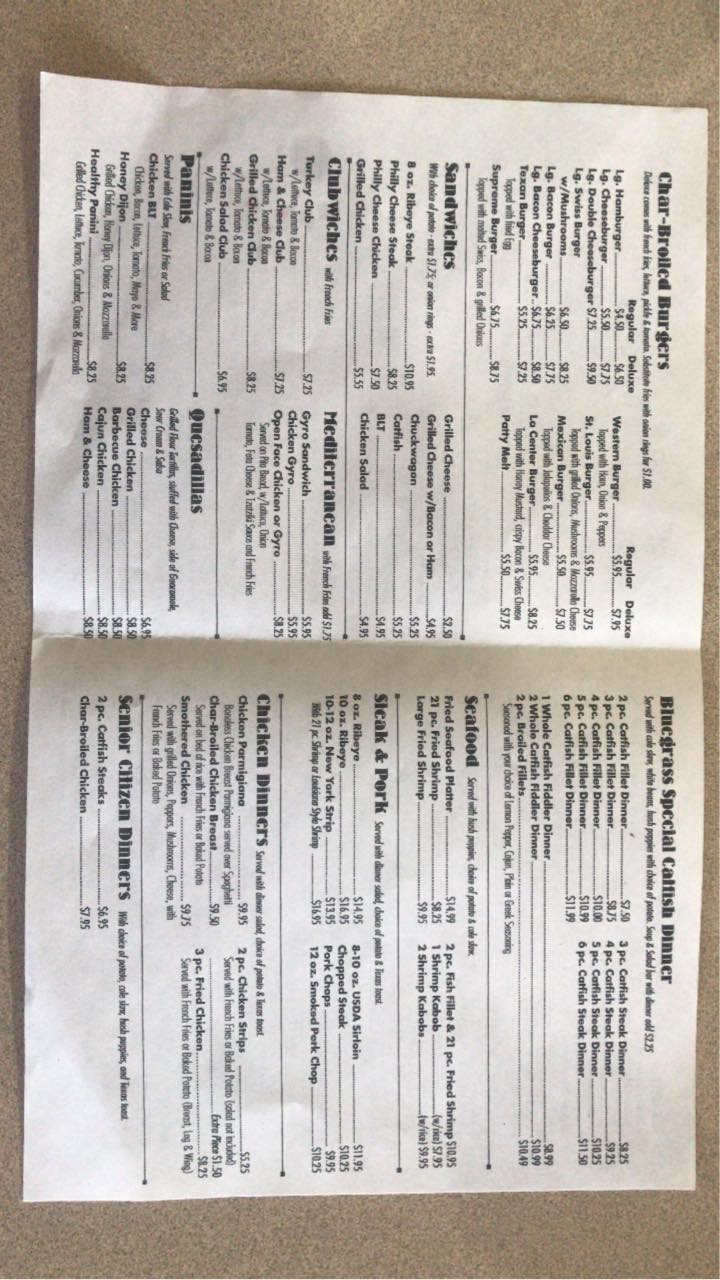 Char-Broiled Burgers
Deluxe comes with french fries, lettuce, pickle & tomato. Substitute fries with onion rings for $1.00.
Regular Deluxe
Lg. Hamburger ............ $4.50 ........ $6.50
Lg. Cheeseburger ............ $5.50 ........ $7.75
Lg. Double Cheeseburger $7.25 ........ $9.50
Lg. Swiss Burger
w/Mushrooms ............ $6.50 ........ $8.25
Lg. Bacon Burger ............ $6.25 ........ $7.75
Lg. Bacon Cheeseburger .. $6.75 ........ $8.50
Texan Burger ............ $5.25 ........ $7.25
Topped with Fried Egg
Supreme Burger ............ $6.75 ........ $8.75
Topped with melted Swiss, Bacon & grilled Onions
Regular Deluxe
Western Burger ............ $5.95 ........ $7.95
Topped with Ham, Onion & Peppers
St. Louis Burger ............ $5.95 ........ $7.75
Topped with grilled Onions, Mushrooms & Mozzarella Cheese
Mexican Burger ............ $5.50 ........ $7.50
Topped with Jalapeños & Cheddar Cheese
La Center Burger ............ $5.95 ........ $8.25
Topped with Honey Mustard, crispy Bacon & Swiss Cheese
Patty Melt ............ $5.50 ........ $7.75
Sandwiches
With choice of potato - extra $1.75; or onion rings - extra $1.95.
8 oz. Ribeye Steak ............ $10.95
Philly Cheese Steak ............ $8.25
Philly Cheese Chicken ............ $7.50
Grilled Chicken ............ $5.55
Grilled Cheese ............ $2.50
Grilled Cheese w/Bacon or Ham ............ $4.95
Chuckwagon ............ $5.25
Catfish ............ $5.25
BLT ............ $4.95
Chicken Salad ............ $4.95
Clubwiches with French Fries
Turkey Club ............ $7.25
w/Lettuce, Tomato & Bacon
Ham & Cheese Club ............ $7.25
w/Lettuce, Tomato & Bacon
Grilled Chicken Club ............ $8.25
w/Lettuce, Tomato & Bacon
Chicken Salad Club ............ $6.95
w/Lettuce, Tomato & Bacon
Mediterranean with French Fries add $1.75
Gyro Sandwich ............ $5.95
Chicken Gyro ............ $5.95
Open Face Chicken or Gyro ............ $8.25
Served on Pita Bread, w/Lettuce, Onion
Tomato, Feta Cheese & Tzatziki Sauce and French Fries
Paninis
Served with Cole Slaw, French Fries or Salad
Chicken BLT ............ $8.25
Chicken, Bacon, Lettuce, Tomato, Mayo & More
Honey Dijon ............ $8.25
Grilled Chicken, Honey Dijon, Onions & Mozzarella
Healthy Panini ............ $8.25
Grilled Chicken, Lettuce, Tomato, Cucumber, Onions & Mozzarella
Quesadillas
Grilled Flour Tortillas, stuffed with Cheese, side of Guacamole,
Sour Cream & Salsa
Cheese ............ $6.95
Grilled Chicken ............ $8.50
Barbecue Chicken ............ $8.50
Cajun Chicken ............ $8.50
Ham & Cheese ............ $8.50
Bluegrass Special Catfish Dinner
Served with cole slaw, white beans, hush puppies with choice of potato. Soup & Salad bar with dinner add $2.25
2 pc. Catfish Fillet Dinner ............ $7.50
3 pc. Catfish Fillet Dinner ............ $8.75
4 pc. Catfish Fillet Dinner ............ $10.00
5 pc. Catfish Fillet Dinner ............ $10.99
6 pc. Catfish Fillet Dinner ............ $11.99
3 pc. Catfish Steak Dinner ............ $8.25
4 pc. Catfish Steak Dinner ............ $9.25
5 pc. Catfish Steak Dinner ............ $10.25
6 pc. Catfish Steak Dinner ............ $11.50
1 Whole Catfish Fiddler Dinner ............ $8.99
2 Whole Catfish Fiddler Dinner ............ $10.99
2 pc. Broiled Fillets ............ $10.49
Seasoned with your choice of Lemon Pepper, Cajun, Plain or Greek Seasoning
Seafood Served with hush puppies, choice of potato & cole slaw.
Fried Seafood Platter ............ $14.99
21 pc. Fried Shrimp ............ $8.25
Large Fried Shrimp ............ $9.95
2 pc. Fish Fillet & 21 pc. Fried Shrimp $10.95
1 Shrimp Kabob ............ (w/rice) $7.95
2 Shrimp Kabobs ............ (w/rice) $9.95
Steak & Pork Served with dinner salad, choice of potato & Texas toast.
8 oz. Ribeye ............ $14.95
10 oz. Ribeye ............ $16.95
10-12 oz. New York Strip ............ $13.95
With 21 pc. Shrimp or Louisiana Style Shrimp ............ $16.95
8-10 oz. USDA Sirloin ............ $11.95
Chopped Steak ............ $10.25
Pork Chops ............ $9.95
12 oz. Smoked Pork Chop ............ $10.25
Chicken Dinners Served with dinner salad, choice of potato & Texas toast.
Chicken Parmigiana ............ $9.95
Boneless Chicken Breast Parmigiana served over Spaghetti
Char-Broiled Chicken Breast ............ $9.50
Served on bed of rice with French Fries or Baked Potato
Smothered Chicken ............ $9.75
Served with grilled Onions, Peppers, Mushrooms, Cheese, with
French Fries or Baked Potato
2 pc. Chicken Strips ............ $5.25
Served with French Fries or Baked Potato (salad not included)
............ Extra Piece $1.50
3 pc. Fried Chicken ............ $8.25
Served with French Fries or Baked Potato (Breast, Leg & Wing)
Senior Citizen Dinners With choice of potato, cole slaw, hush puppies, and Texas toast.
2 pc. Catfish Steaks ............ $6.95
Char-Broiled Chicken ............ $7.95